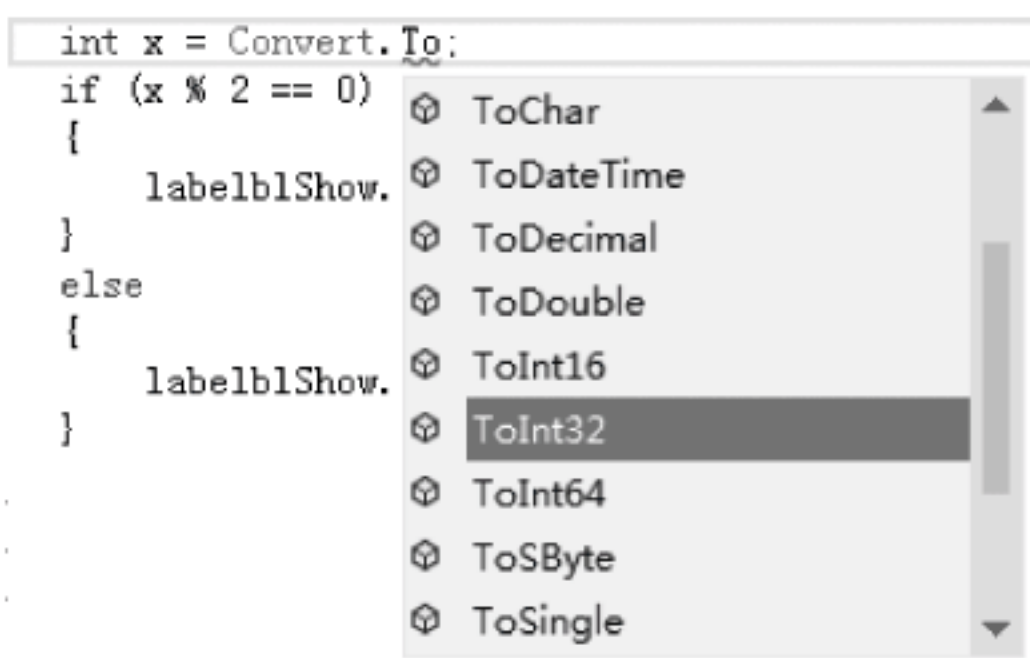 int x = Convert.To;
if (x % 2 == 0)
{
labelblShow.
}
else
{
labelblShow.
}
ToChar
ToDateTime
ToDecimal
ToDouble
ToInt16
ToInt32
ToInt64
ToSByte
ToSingle